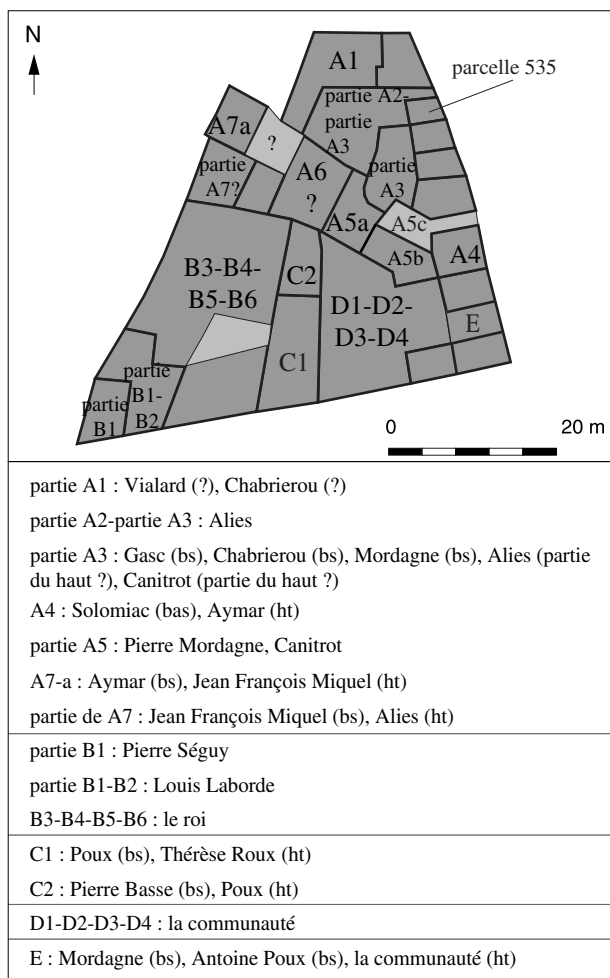 N
A1
parcelle 535
partie A2-
partie
A3
A7a
?
partie
A7?
A6
?
partie
A3
A5a
A5c
A5b
A4
B3-B4-
B5-B6
C2
D1-D2-
D3-D4
E
C1
partie
B1-
B2
partie
B1
0 20 m
partie A1 : Vialard (?), Chabrierou (?)
partie A2-partie A3 : Alies
partie A3 : Gasc (bs), Chabrierou (bs), Mordagne (bs), Alies (partie
du haut ?), Canitrot (partie du haut ?)
A4 : Solomiac (bas), Aymar (ht)
partie A5 : Pierre Mordagne, Canitrot
A7-a : Aymar (bs), Jean François Miquel (ht)
partie de A7 : Jean François Miquel (bs), Alies (ht)
partie B1 : Pierre Séguy
partie B1-B2 : Louis Laborde
B3-B4-B5-B6 : le roi
C1 : Poux (bs), Thérèse Roux (ht)
C2 : Pierre Basse (bs), Poux (ht)
D1-D2-D3-D4 : la communauté
E : Mordagne (bs), Antoine Poux (bs), la communauté (ht)